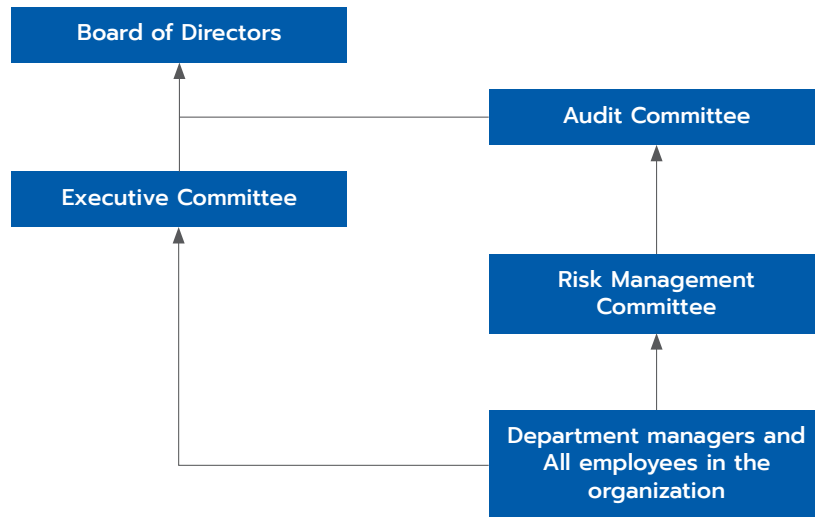 Board of Directors
Audit Committee
Executive Committee
Risk Management
Committee
Department managers and
All employees in the
organization